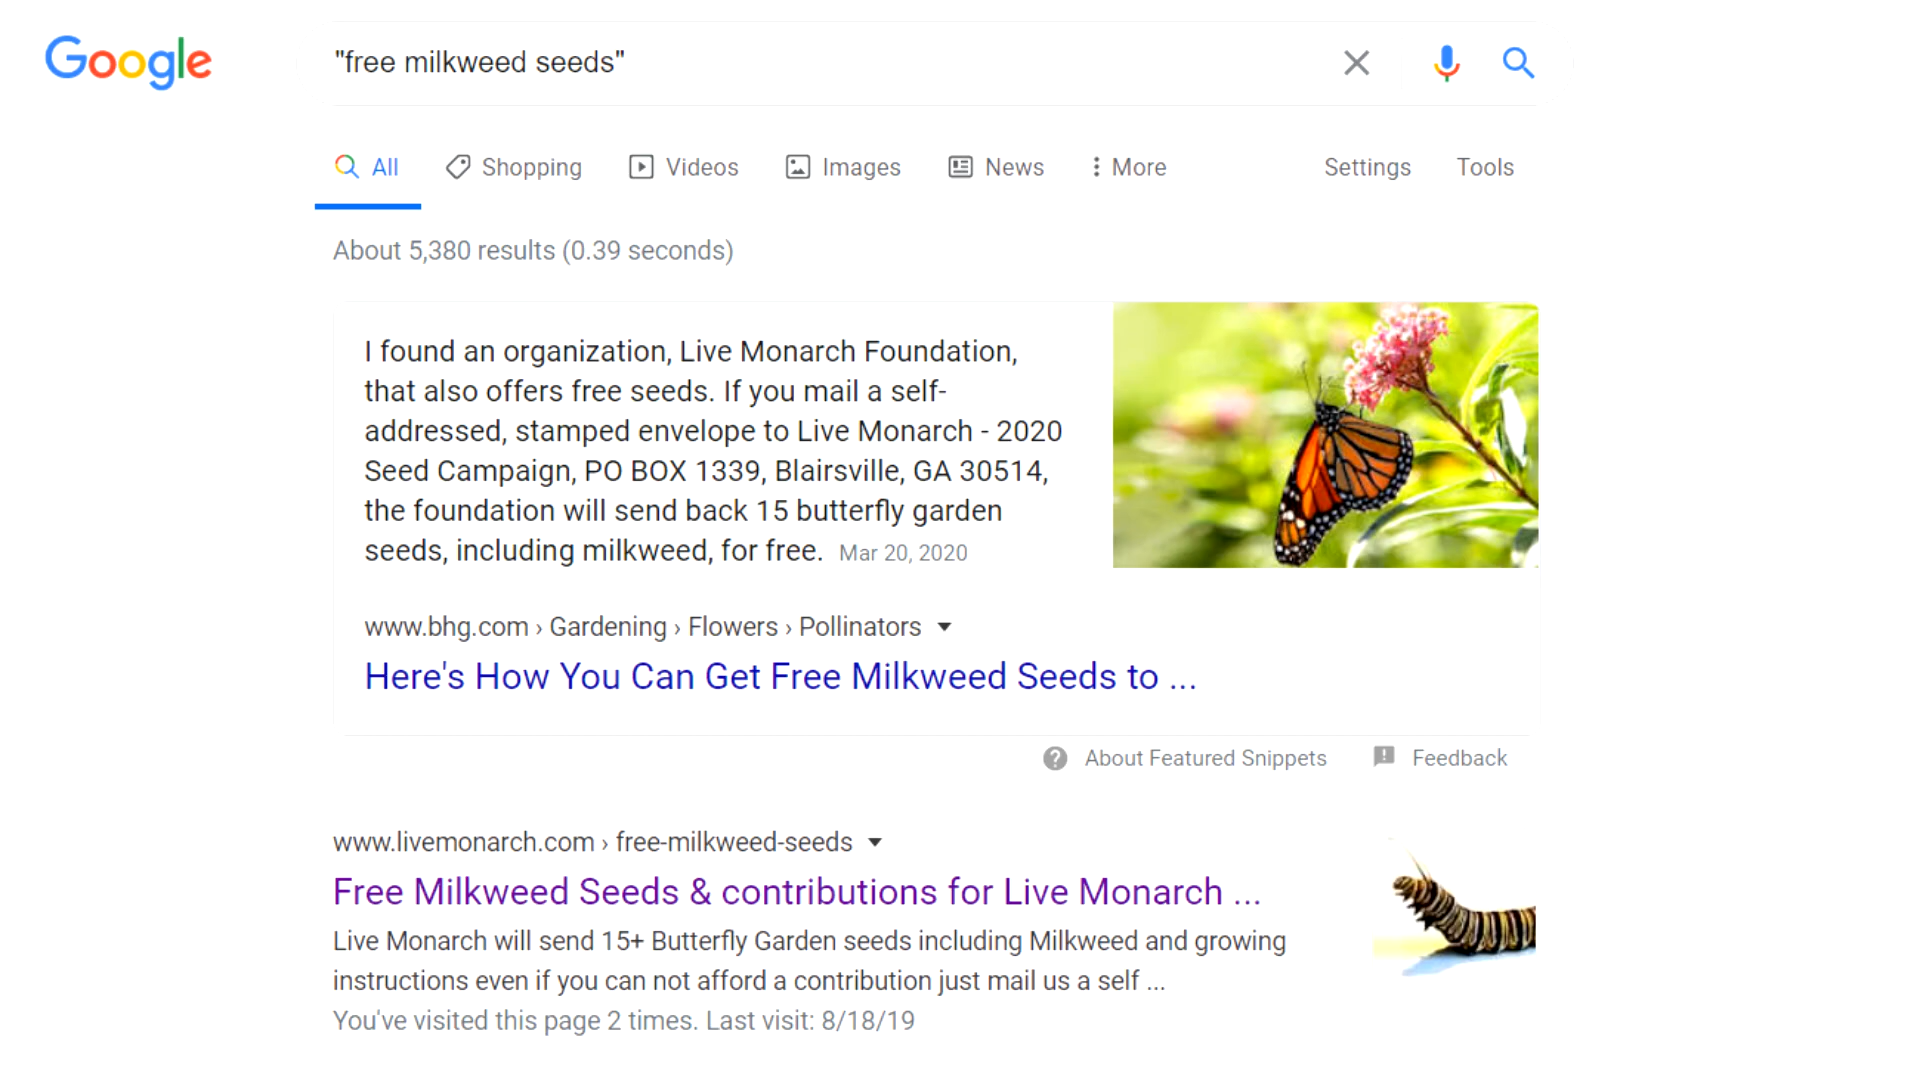 Google
"free milkweed seeds"
All Shopping Videos Images News More Settings Tools
About 5,380 results (0.39 seconds)
I found an organization, Live Monarch Foundation,
that also offers free seeds. If you mail a self-
addressed, stamped envelope to Live Monarch - 2020
Seed Campaign, PO BOX 1339, Blairsville, GA 30514,
the foundation will send back 15 butterfly garden
seeds, including milkweed, for free. Mar 20, 2020
www.bhg.com › Gardening › Flowers › Pollinators
Here's How You Can Get Free Milkweed Seeds to ...
About Featured Snippets Feedback
www.livemonarch.com › free-milkweed-seeds
Free Milkweed Seeds & contributions for Live Monarch ...
Live Monarch will send 15+ Butterfly Garden seeds including Milkweed and growing
instructions even if you can not afford a contribution just mail us a self ...
You've visited this page 2 times. Last visit: 8/18/19